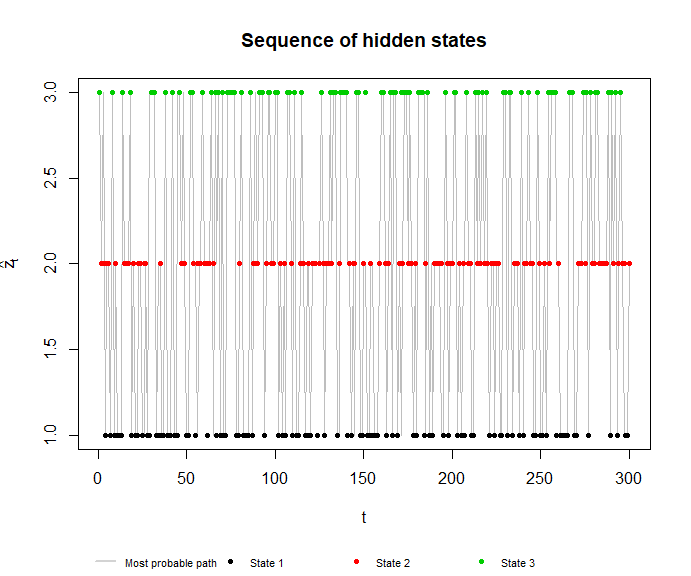 Sequence of hidden states
3.0
2.5
2.0
1.5
1.0
ẑt
0 50 100 150 200 250 300
t
Most probable path State 1 State 2 State 3